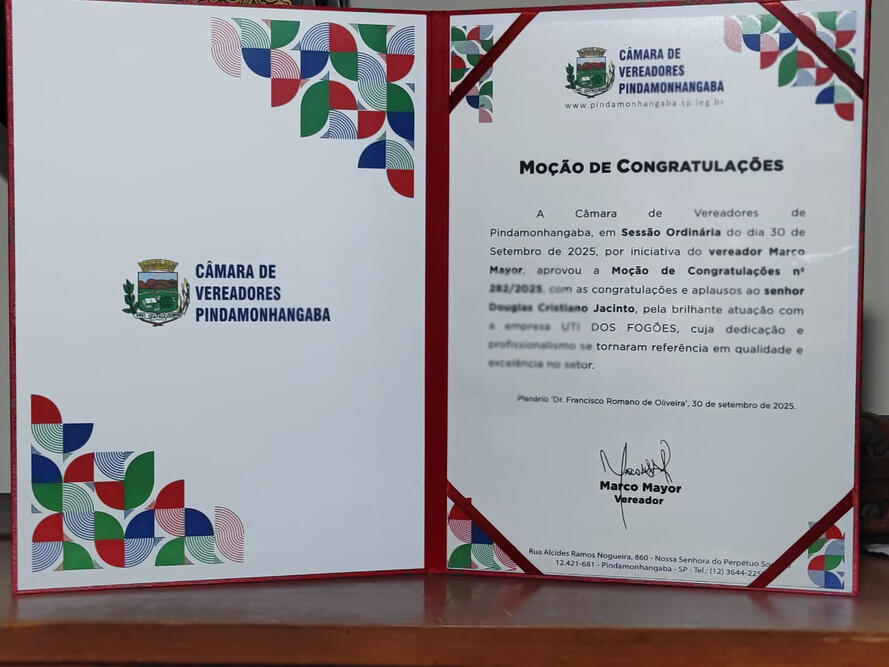 CÂMARA DE
VEREADORES
PINDAMONHANGABA
CÂMARA DE
VEREADORES
PINDAMONHANGABA
www.pindamonhangaba.sp.leg.br
MOÇÃO DE CONGRATULAÇÕES
A Câmara de Vereadores de
Pindamonhangaba, em Sessão Ordinária do dia 30 de
Setembro de 2025, por iniciativa do vereador Marco
Mayor, aprovou a Moção de Congratulações nº
282/2025, com as congratulações e aplausos ao senhor
Douglas Cristiano Jacinto, pela brilhante atuação com
a empresa UTI DOS FOGÕES, cuja dedicação e
profissionalismo se tornaram referência em qualidade e
excelência no setor.
Plenário 'Dr. Francisco Romano de Oliveira', 30 de setembro de 2025.
Marco Mayor
Vereador
Rua Alcides Ramos Nogueira, 860 - Nossa Senhora do Perpétuo
12.421-681 - Pindamonhangaba - SP - Tel.: (12) 3644-